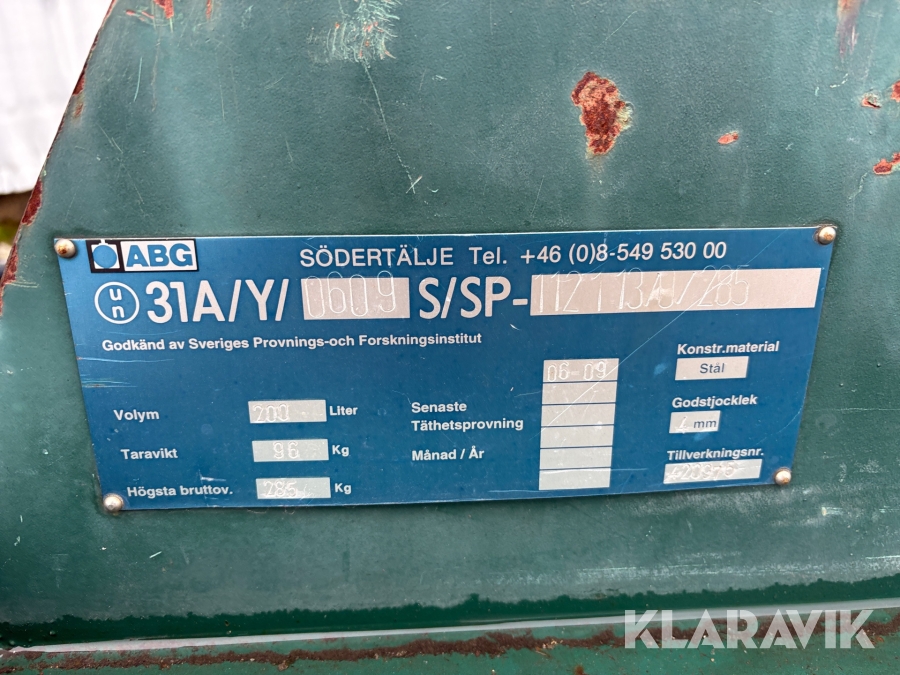 ABG
SÖDERTÄLJE Tel. +46 (0)8-549 530 00
un 31A/Y/ 0609 S/SP-
Godkänd av Sveriges Provnings-och Forskningsinstitut
Volym 200 Liter
Taravikt 96 Kg
Högsta bruttov. 285 Kg
Senaste
Täthetsprovning
Månad / År
06-09
Konstr.material
Stål
Godstjocklek
mm
Tillverkningsnr.
KLARAVIK